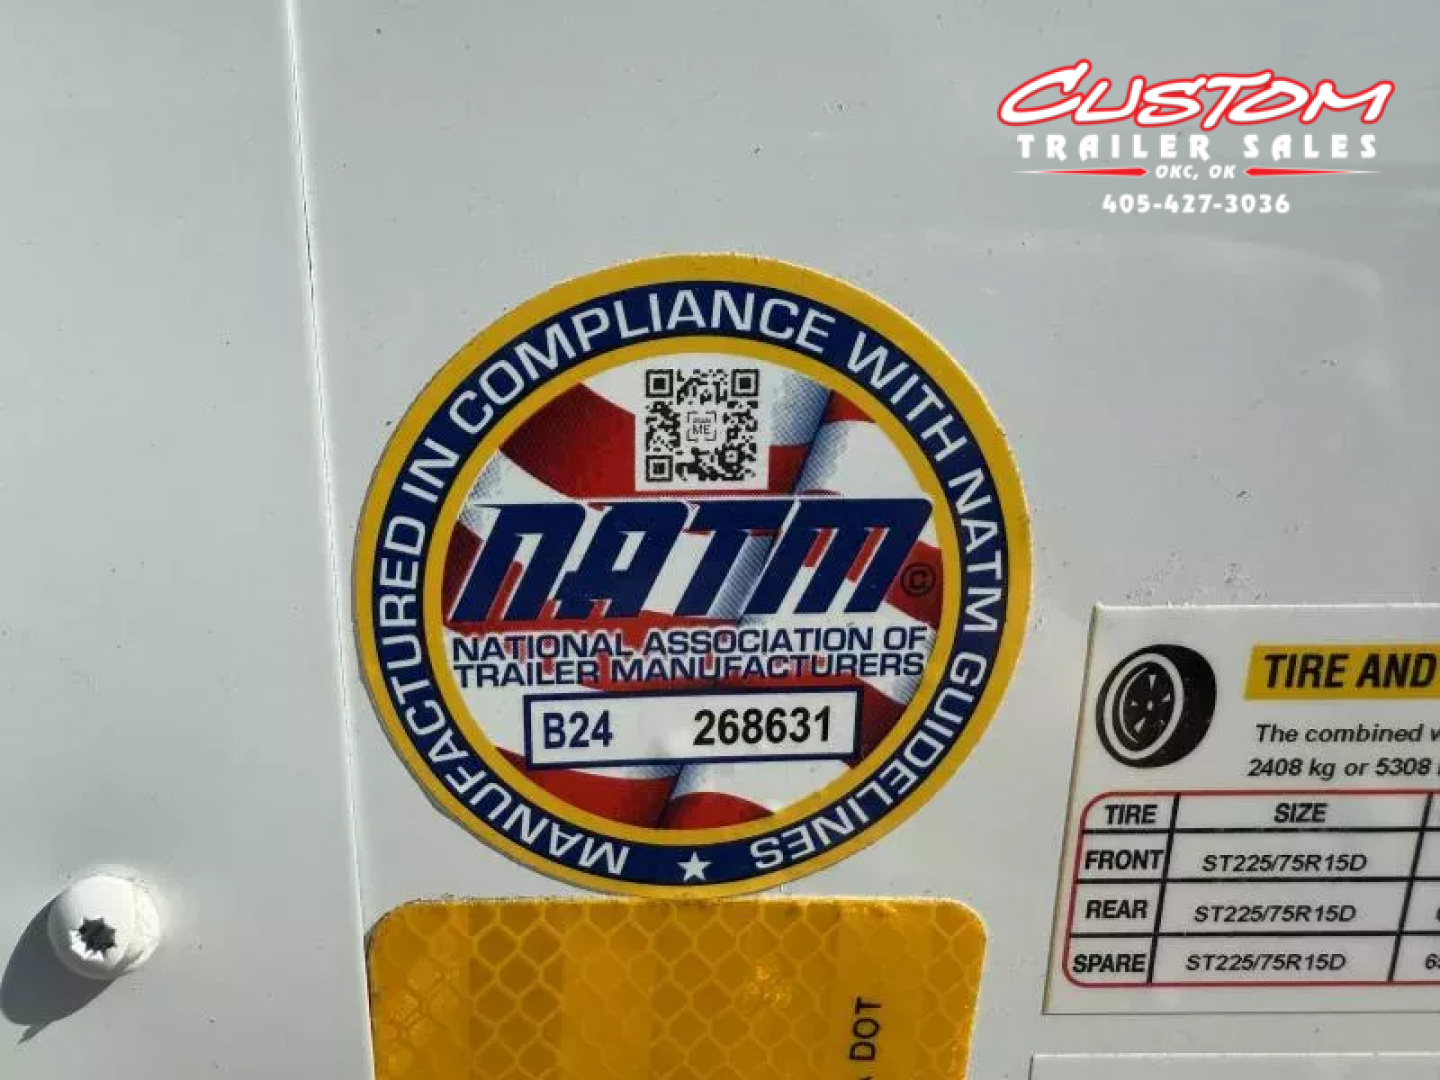 CUSTOM
TRAILER SALES
OKC, OK
405-427-3036
MANUFACTURED IN COMPLIANCE WITH NATM GUIDELINES
ME
NATM ©
NATIONAL ASSOCIATION OF
TRAILER MANUFACTURERS
B24 268631
TIRE AND
The combined
2408 kg or 5308
TIRE SIZE
FRONT ST225/75R15D
REAR ST225/75R15D
SPARE ST225/75R15D
DOT